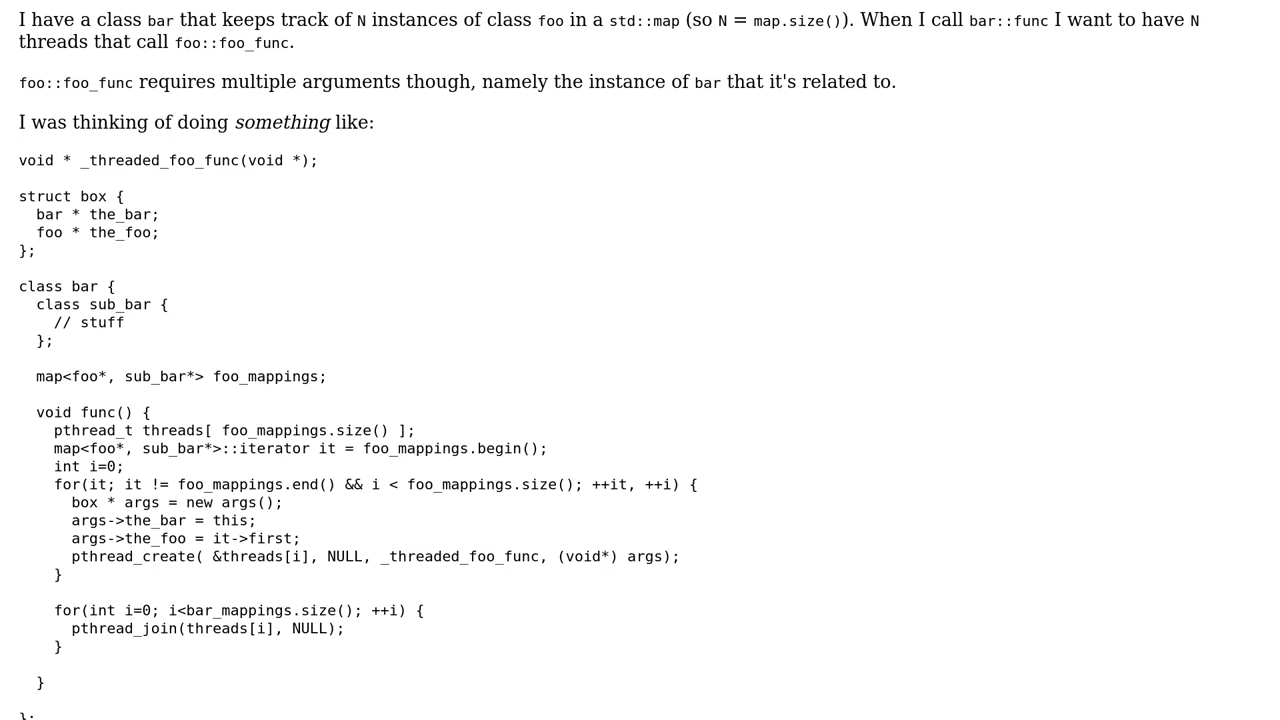 I have a class bar that keeps track of N instances of class foo in a std::map (so N = map.size()). When I call bar::func I want to have N
threads that call foo::foo_func.
foo::foo_func requires multiple arguments though, namely the instance of bar that it's related to.
I was thinking of doing something like:
void * _threaded_foo_func(void *);
struct box {
  bar * the_bar;
  foo * the_foo;
};
class bar {
  class sub_bar {
    // stuff
  };
  map<foo*, sub_bar*> foo_mappings;
  void func() {
    pthread_t threads[ foo_mappings.size() ];
    map<foo*, sub_bar*>::iterator it = foo_mappings.begin();
    int i=0;
    for(it; it != foo_mappings.end() && i < foo_mappings.size(); ++it, ++i) {
      box * args = new args();
      args->the_bar = this;
      args->the_foo = it->first;
      pthread_create( &threads[i], NULL, _threaded_foo_func, (void*) args);
    }
    for(int i=0; i<bar_mappings.size(); ++i) {
      pthread_join(threads[i], NULL);
    }
  }
};